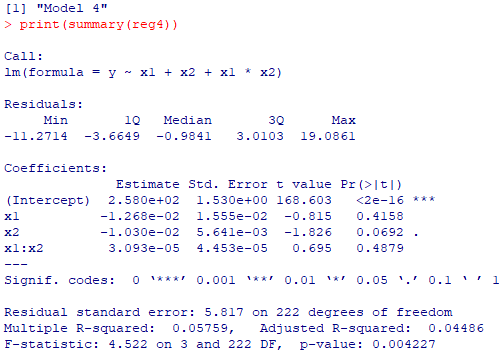 [1] "Model 4"
> print(summary(reg4))
Call:
lm(formula = y ~ x1 + x2 + x1 * x2)
Residuals:
     Min       1Q   Median       3Q      Max
-11.2714  -3.6649  -0.9841   3.0103  19.0861
Coefficients:
              Estimate Std. Error t value Pr(>|t|)
(Intercept)  2.580e+02  1.530e+00 168.603   <2e-16 ***
x1          -1.268e-02  1.555e-02  -0.815   0.4158
x2          -1.030e-02  5.641e-03  -1.826   0.0692 .
x1:x2        3.093e-05  4.453e-05   0.695   0.4879
---
Signif. codes:  0 ‘***’ 0.001 ‘**’ 0.01 ‘*’ 0.05 ‘.’ 0.1 ‘ ’ 1
Residual standard error: 5.817 on 222 degrees of freedom
Multiple R-squared:  0.05759,   Adjusted R-squared:  0.04486
F-statistic: 4.522 on 3 and 222 DF,  p-value: 0.004227